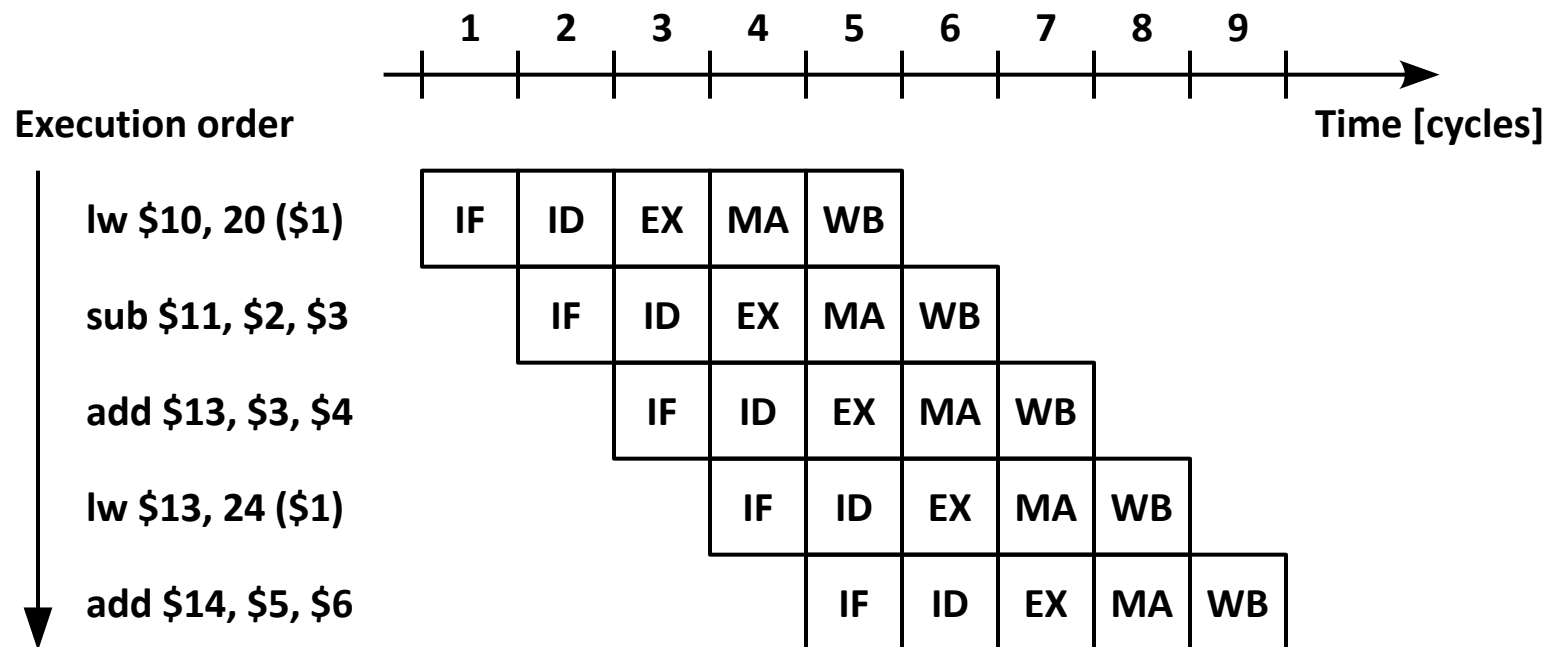 1 2 3 4 5 6 7 8 9
Execution order
Time [cycles]
lw $10, 20 ($1) IF ID EX MA WB
sub $11, $2, $3 IF ID EX MA WB
add $13, $3, $4 IF ID EX MA WB
lw $13, 24 ($1) IF ID EX MA WB
add $14, $5, $6 IF ID EX MA WB